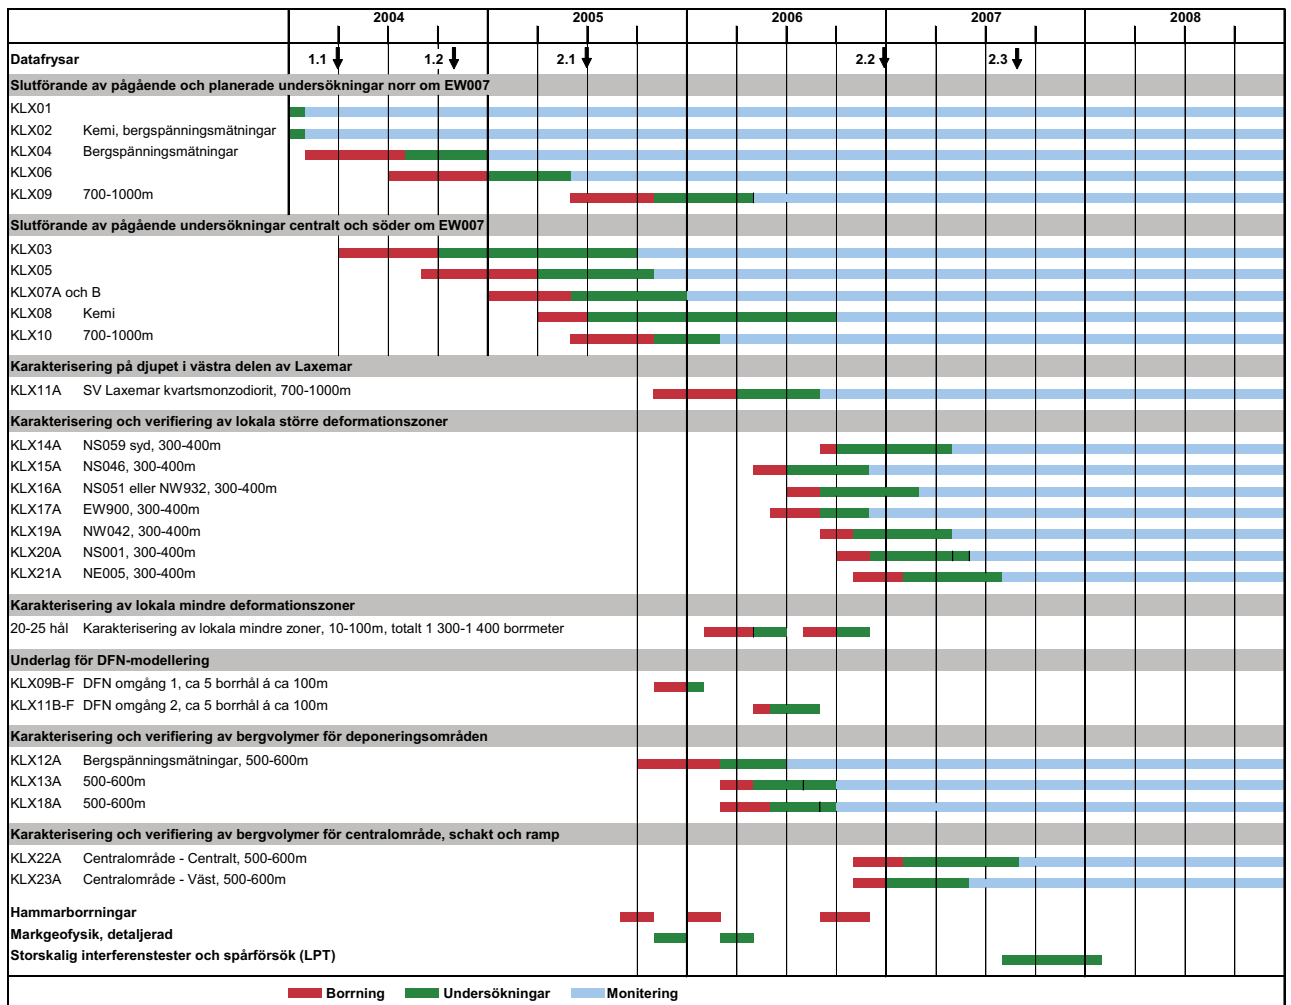 2004 2005 2006 2007 2008
Datafrysar 1.1 1.2 2.1 2.2 2.3
Slutförande av pågående och planerade undersökningar norr om EW007
KLX01
KLX02 Kemi, bergspänningsmätningar
KLX04 Bergspänningsmätningar
KLX06
KLX09 700-1000m
Slutförande av pågående undersökningar centralt och söder om EW007
KLX03
KLX05
KLX07A och B
KLX08 Kemi
KLX10 700-1000m
Karakterisering på djupet i västra delen av Laxemar
KLX11A SV Laxemar kvartsmonzodiorit, 700-1000m
Karakterisering och verifiering av lokala större deformationszoner
KLX14A NS059 syd, 300-400m
KLX15A NS046, 300-400m
KLX16A NS051 eller NW932, 300-400m
KLX17A EW900, 300-400m
KLX19A NW042, 300-400m
KLX20A NS001, 300-400m
KLX21A NE005, 300-400m
Karakterisering av lokala mindre deformationszoner
20-25 hål Karakterisering av lokala mindre zoner, 10-100m, totalt 1 300-1 400 borrmeter
Underlag för DFN-modellering
KLX09B-F DFN omgång 1, ca 5 borrhål á ca 100m
KLX11B-F DFN omgång 2, ca 5 borrhål á ca 100m
Karakterisering och verifiering av bergvolymer för deponeringsområden
KLX12A Bergspänningsmätningar, 500-600m
KLX13A 500-600m
KLX18A 500-600m
Karakterisering och verifiering av bergvolymer för centralområde, schakt och ramp
KLX22A Centralområde - Centralt, 500-600m
KLX23A Centralområde - Väst, 500-600m
Hammarborrningar
Markgeofysik, detaljerad
Storskalig interferenstester och spårförsök (LPT)
Borrning Undersökningar Monitering